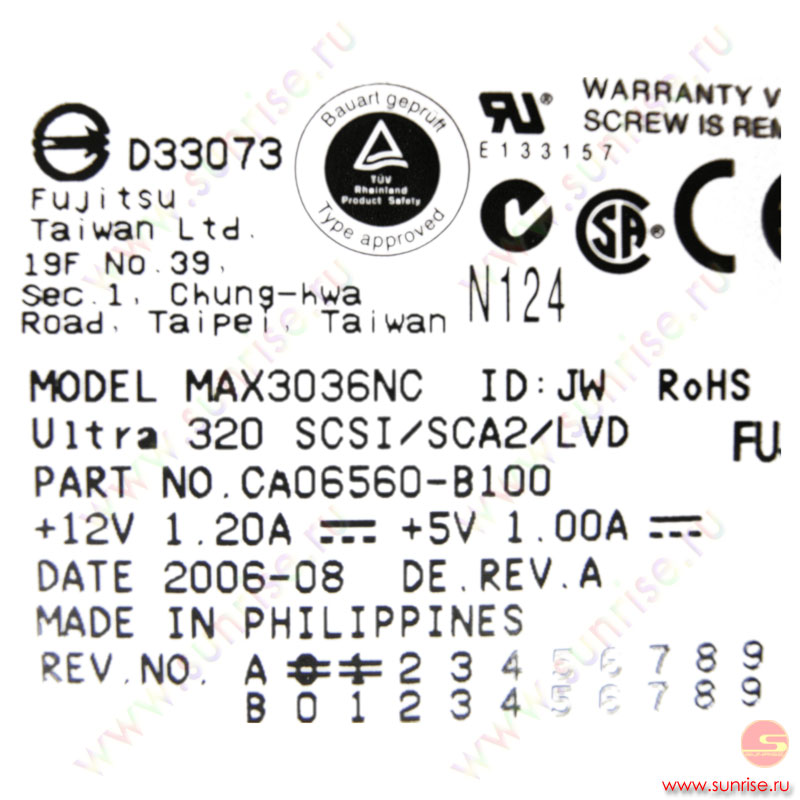 D33073
Fujitsu
Taiwan Ltd.
19F NO.39,
Sec.1, Chung-hwa
Road, Taipei, Taiwan
Bauart geprüft
TÜV
Rheinland
Product Safety
Type approved
RU®
E133157
N124
SA®
CE
WARRANTY V
SCREW IS REM
MODEL MAX3036NC ID:JW RoHS
Ultra 320 SCSI/SCA2/LVD FU
PART NO.CA06560-B100
+12V 1.20A +5V 1.00A
DATE 2006-08 DE.REV.A
MADE IN PHILIPPINES
REV.NO. A 0 1 2 3 4 5 6 7 8 9
B 0 1 2 3 4 5 6 7 8 9
www.sunrise.ru